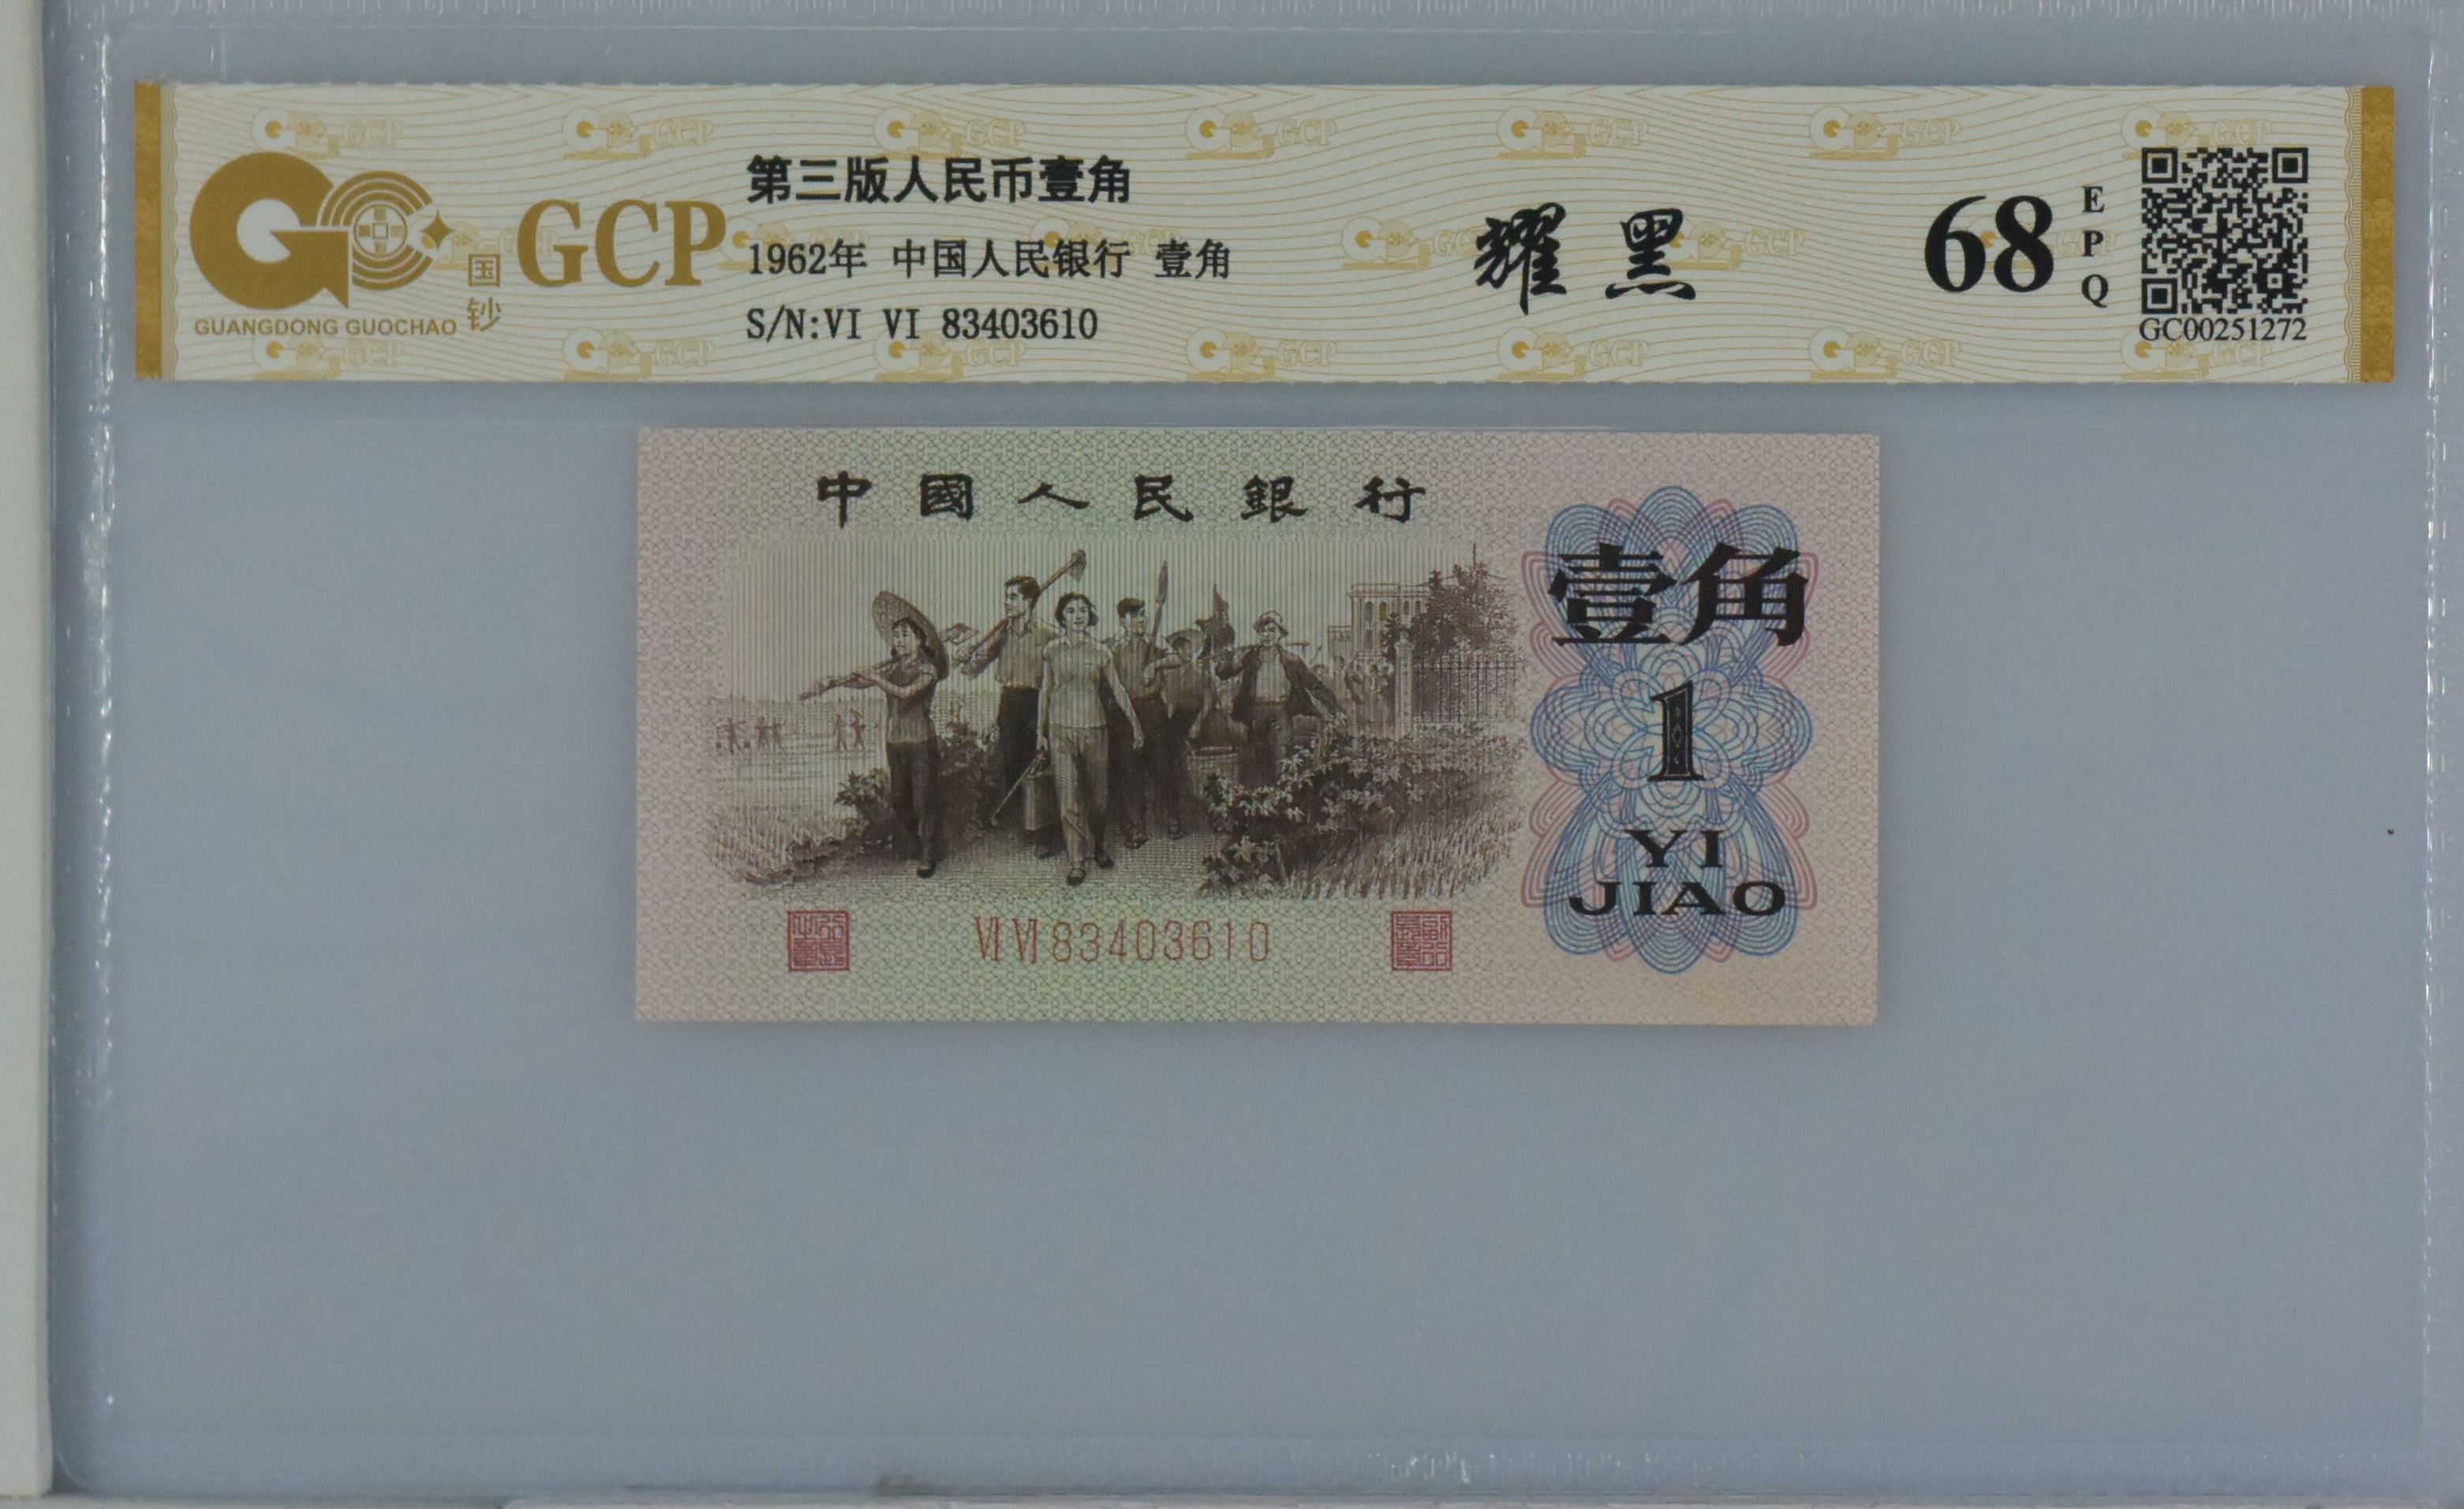 GCP
国钞
GUANGDONG GUOCHAO
第三版人民币壹角
1962年 中国人民银行 壹角
S/N:VI VI 83403610
耀黑
68
EPQ
GC00251272
中國人民銀行
壹角
1
YI
JIAO
VI VI 83403610